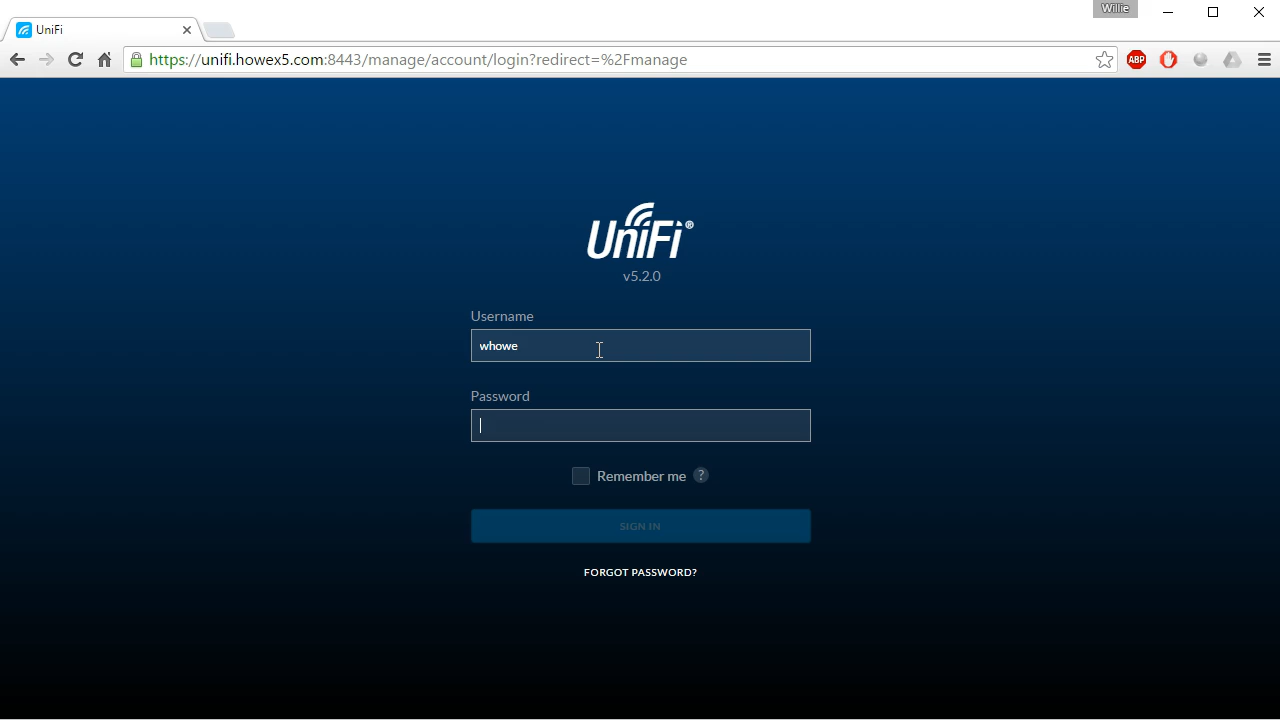 Willie
UniFi
https://unifi.howex5.com:8443/manage/account/login?redirect=%2Fmanage
ABP
UniFi®
v5.2.0
Username
whowe
Password
Remember me ?
SIGN IN
FORGOT PASSWORD?